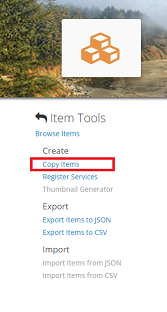 Item Tools
Browse Items
Create
Copy Items
Register Services
Thumbnail Generator
Export
Export Items to JSON
Export Items to CSV
Import
Import Items from JSON
Import Items from CSV